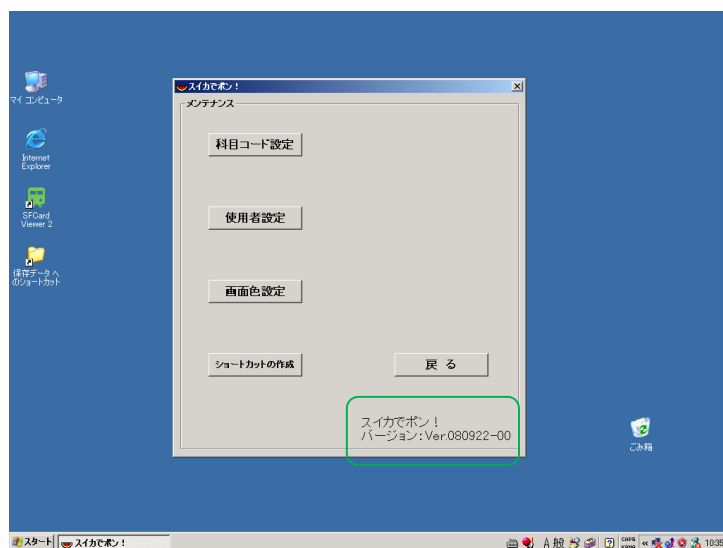 マイ コンピュータ
Internet
Explorer
SFCard
Viewer 2
保存データ へ
のショートカット
スイカでポン！
メンテナンス
科目コード設定
使用者設定
画面色設定
ショートカットの作成
戻 る
スイカでポン！
バージョン：Ver.080922-00
ごみ箱
スタート
スイカでポン！
A 般
CAPS
KANA
10:35